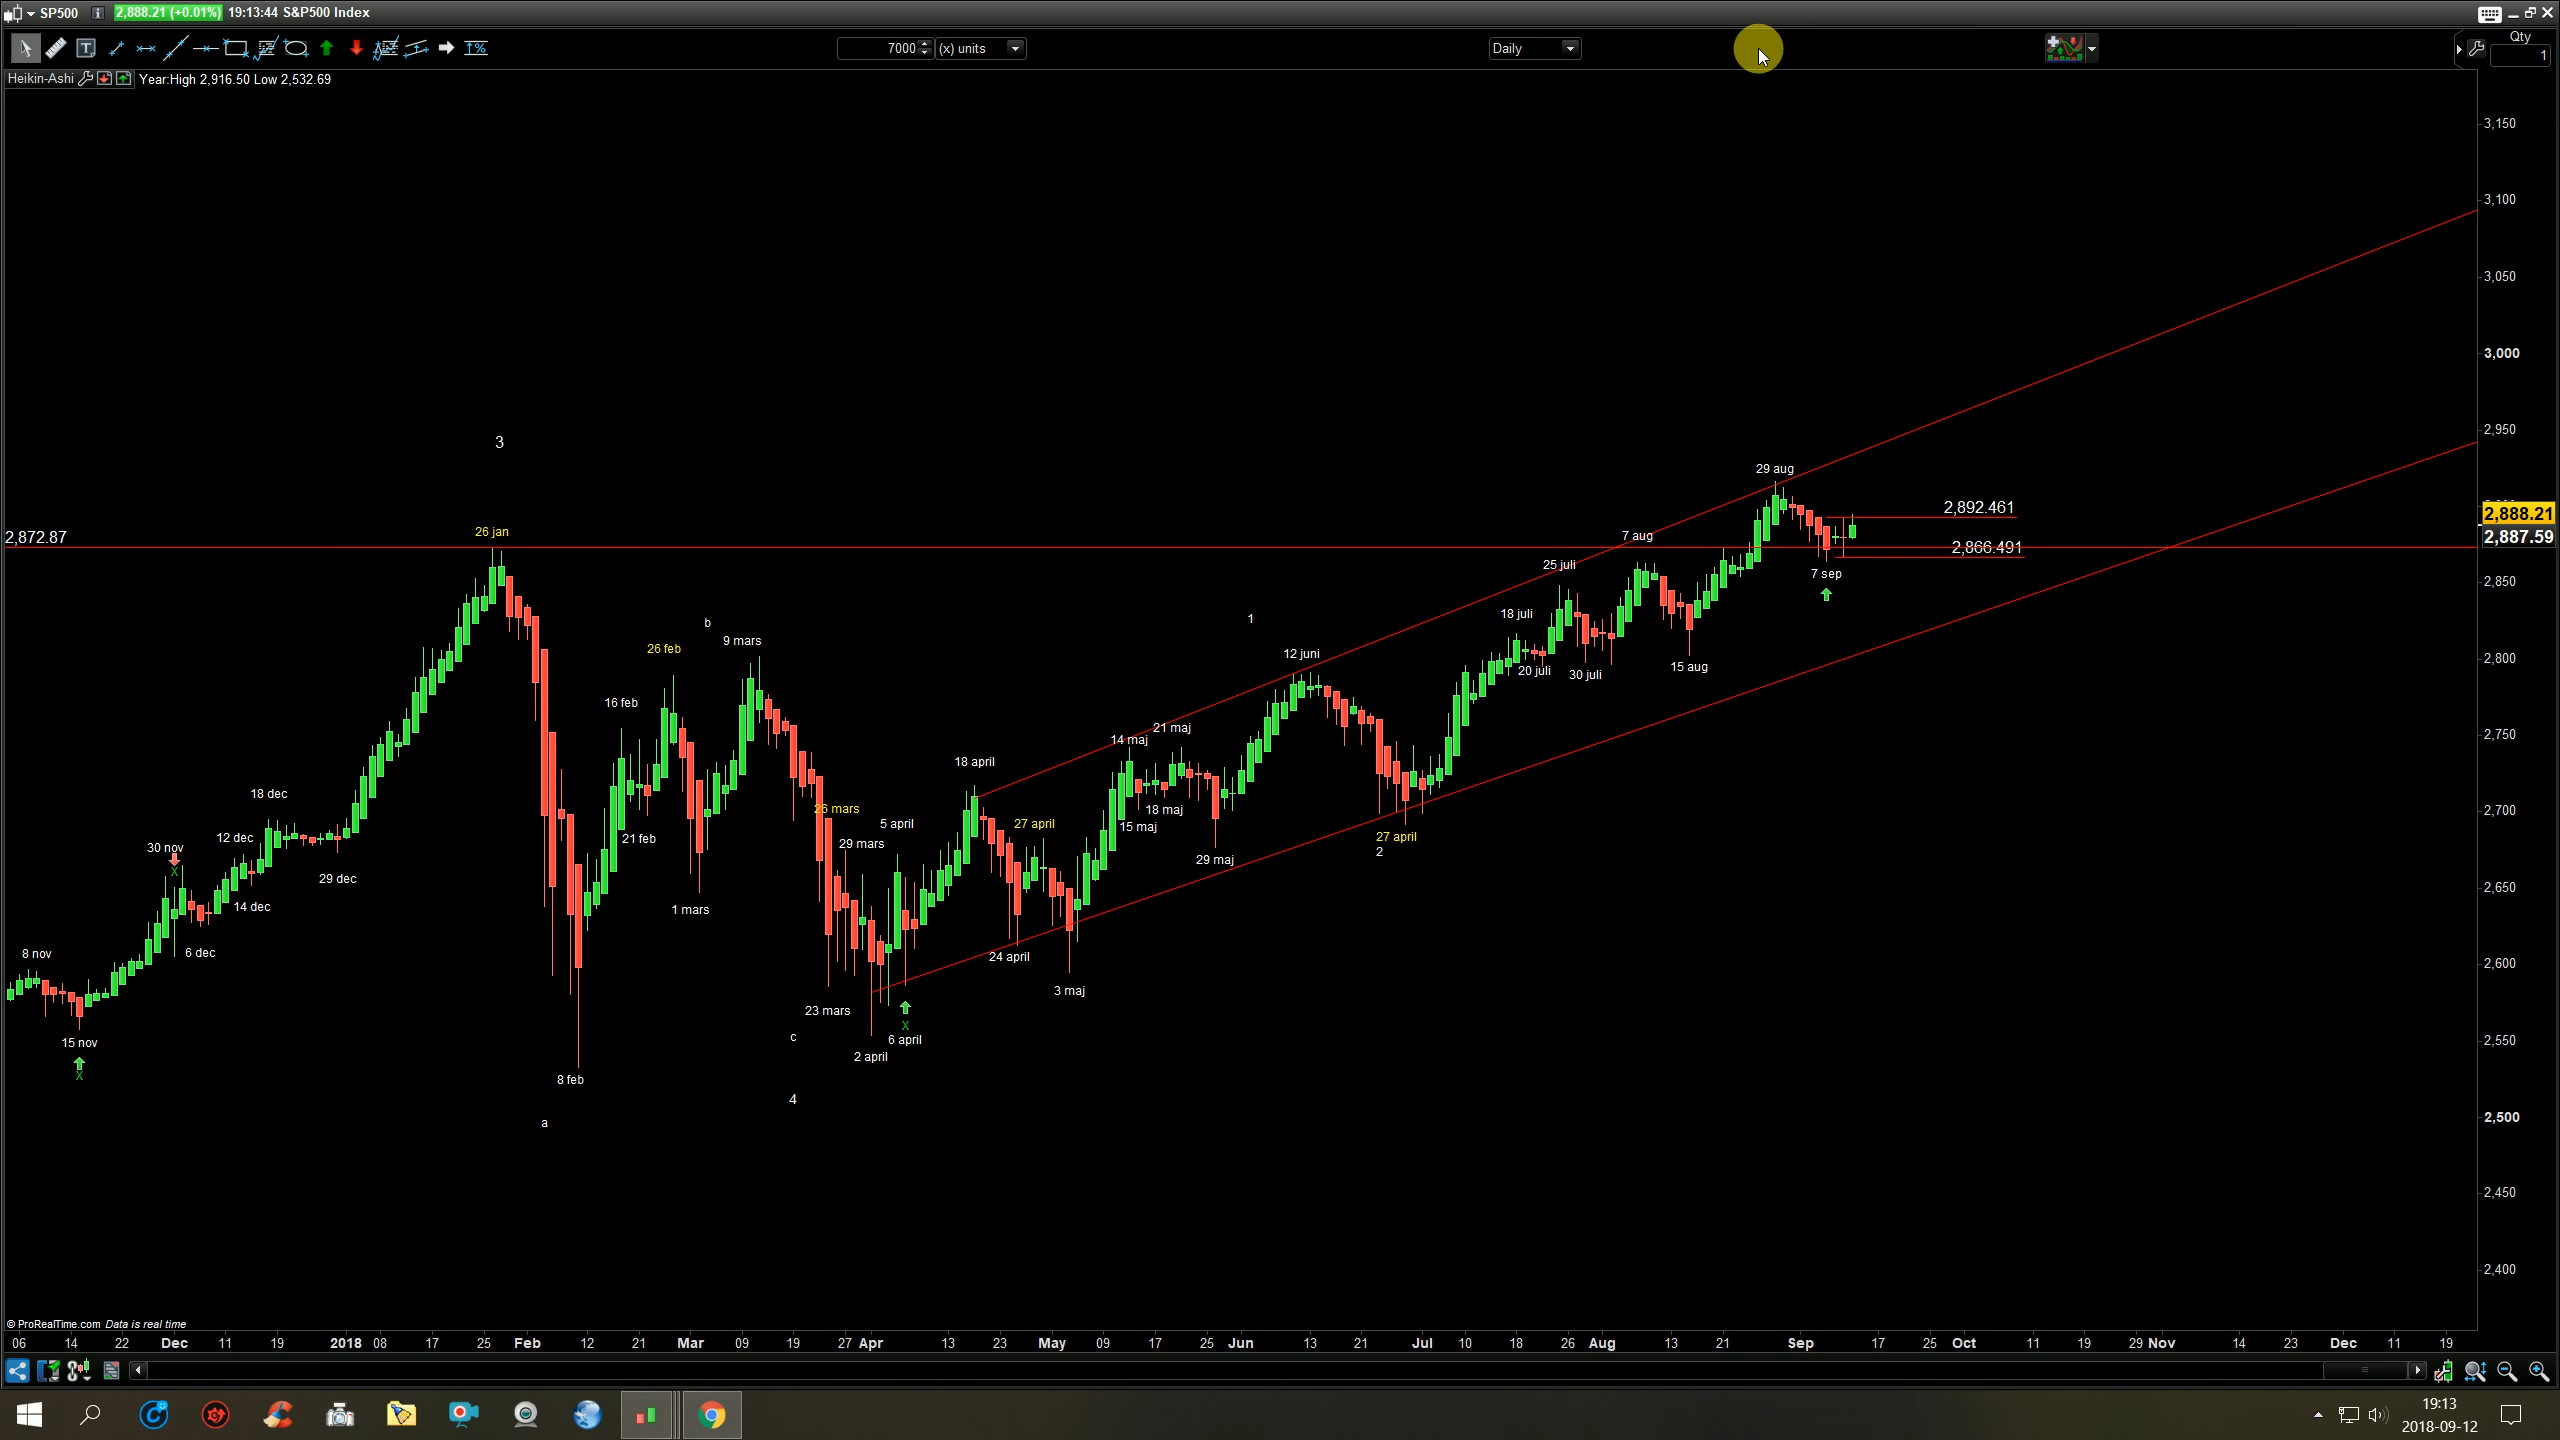 SP500 i 2,888.21 (+0.01%) 19:13:44 S&P500 Index
T 7000 (x) units Daily Qty
1
Heikin-Ashi Year:High 2,916.50 Low 2,532.69
3,150
3,100
3,050
3,000
2,950
3
29 aug
2,892.461
2,888.21
26 jan
7 aug
2,872.87
2,887.59
2,866.491
25 juli
7 sep
2,850
18 juli
1
b
9 mars
26 feb
12 juni
2,800
15 aug
20 juli
30 juli
16 feb
21 maj
14 maj
2,750
18 april
18 dec
26 mars
18 maj
2,700
5 april
27 april
15 maj
12 dec
21 feb
27 april
29 mars
30 nov
2
29 maj
X
29 dec
2,650
14 dec
1 mars
8 nov
6 dec
24 april
2,600
3 maj
23 mars
X
c
6 april
15 nov
2,550
2 april
X
8 feb
4
2,500
a
2,450
2,400
© ProRealTime.com Data is real time
06 14 22 Dec 11 19 2018 08 17 25 Feb 12 21 Mar 09 19 27 Apr 13 23 May 09 17 25 Jun 13 21 Jul 10 18 26 Aug 13 21 Sep 17 25 Oct 11 19 29 Nov 14 23 Dec 11 19
19:13
2018-09-12